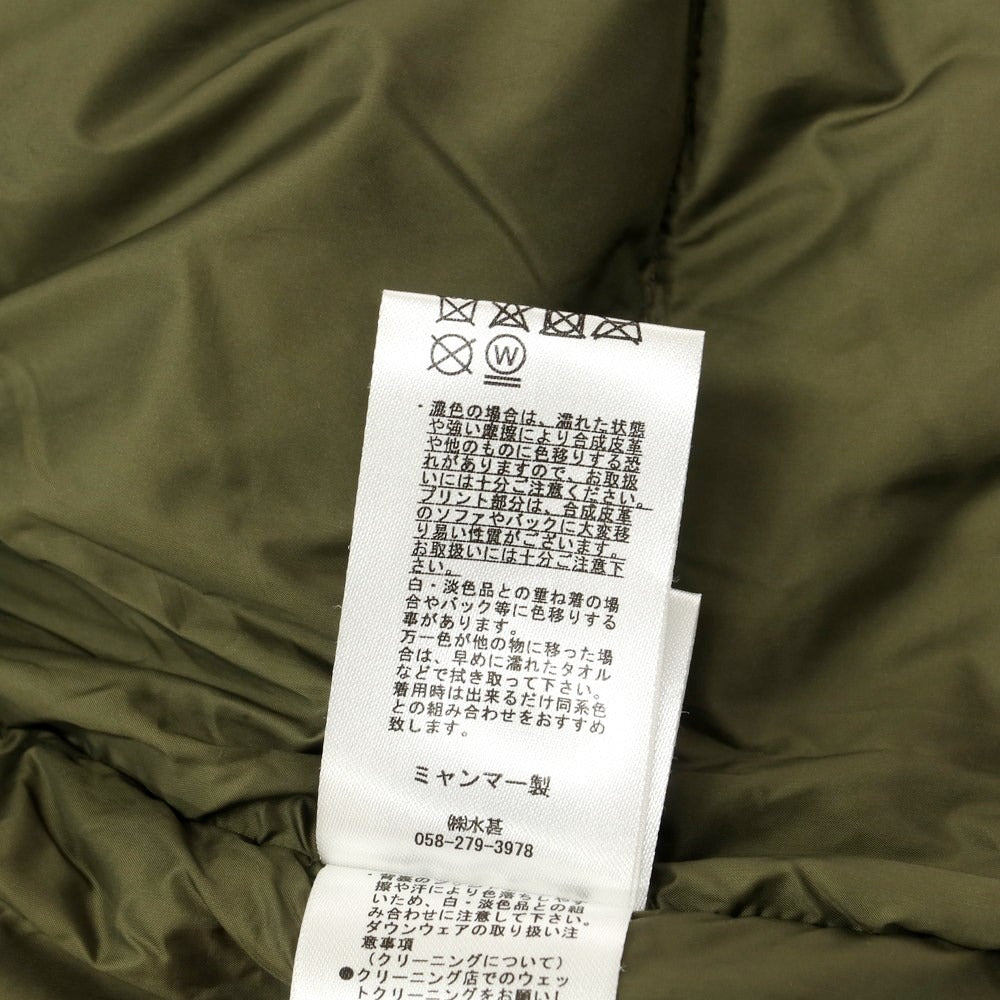 W
・濃色の場合は、濡れた状態
や強い摩擦により合成皮革
や他のものに色移りする恐
れがありますので、お取扱
いには十分ご注意ください。
プリント部分は、合成皮革
のソファやバックに大変移
り易い性質がございます。
お取扱いには十分ご注意下
さい。
白・淡色品との重ね着の場
合やバック等に色移りする
事があります。
万一色が他の物に移った場
合は、早めに濡れたタオル
などで拭き取って下さい。
着用時は出来るだけ同系色
との組み合わせをおすすめ
致します。
ミャンマー製
㈱水甚
058-279-3978
擦や汗により色落ちしやす
いため、白・淡色品との組
み合わせに注意して下さい。
ダウンウェアの取り扱い注
意事項
（クリーニングについて）
●クリーニング店でのウェッ
トクリーニングをお願いし